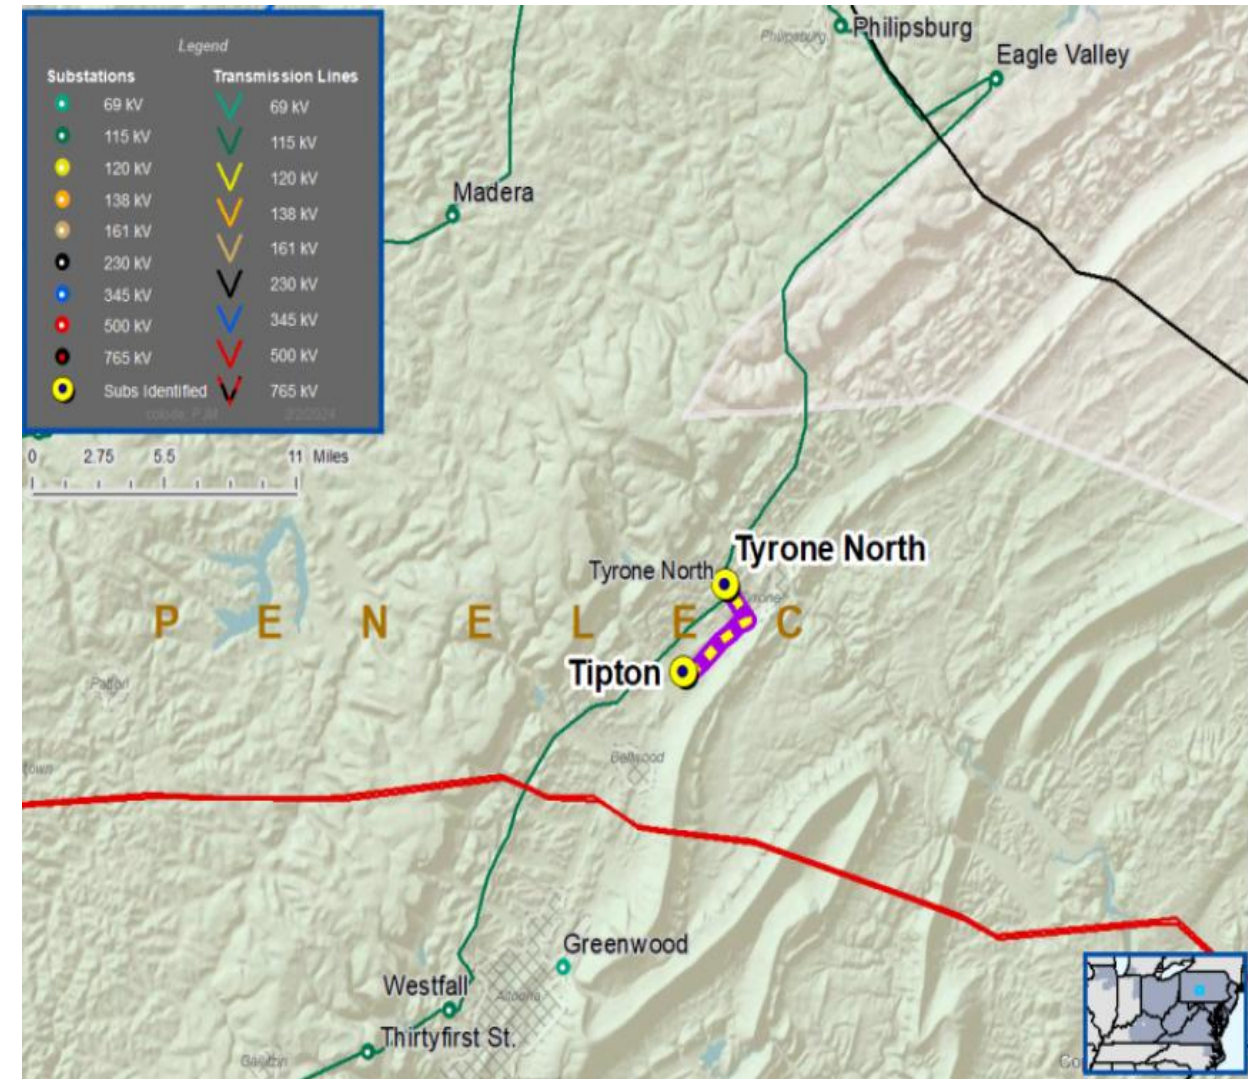 Legend
Substations
Transmission Lines
69 kV
69 kV
115 kV
115 kV
120 kV
120 kV
138 kV
138 kV
161 kV
161 kV
230 kV
230 kV
345 kV
345 kV
500 kV
500 kV
765 kV
765 kV
Subs Identified
0 2.75 5.5 11 Miles
Philipsburg
Philipsburg
Eagle Valley
Madera
Tyrone North
Tyrone North
P E N E L E C
Tipton
Patton
Bellwood
Greenwood
Westfall
Altoona
Thirtyfirst St.
Gallitzin